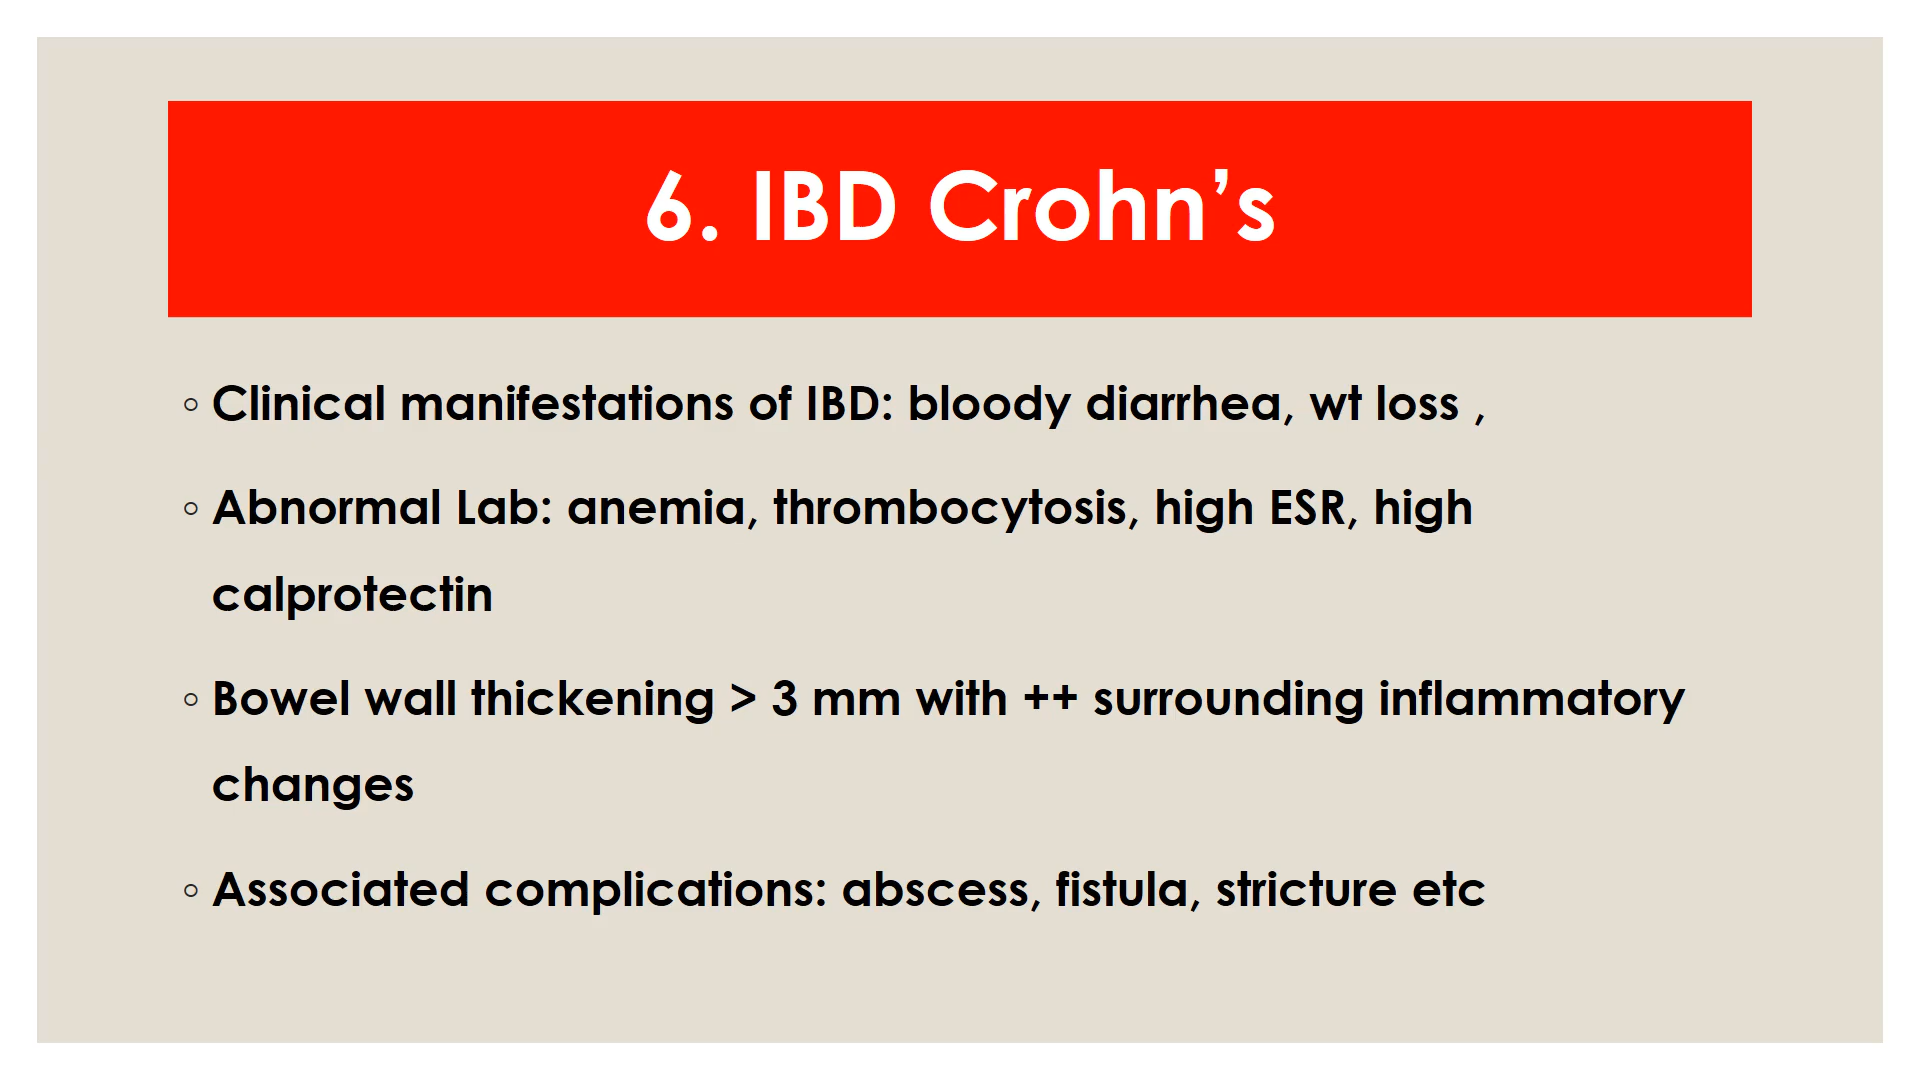 6. IBD Crohn’s
◦ Clinical manifestations of IBD: bloody diarrhea, wt loss ,
◦ Abnormal Lab: anemia, thrombocytosis, high ESR, high
calprotectin
◦ Bowel wall thickening > 3 mm with ++ surrounding inflammatory
changes
◦ Associated complications: abscess, fistula, stricture etc